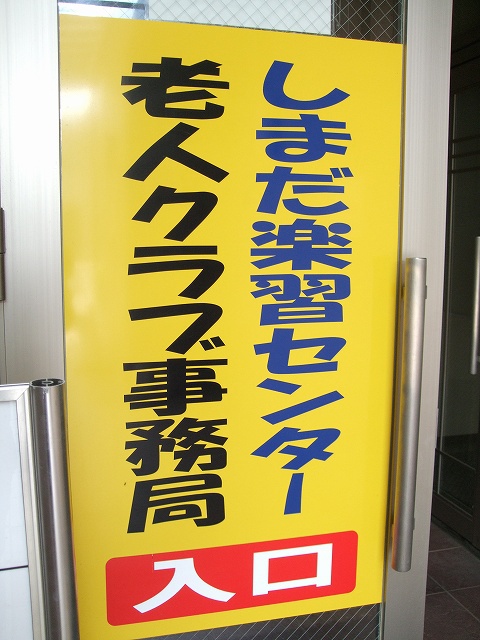 しまだ楽習センター
老人クラブ事務局
入口